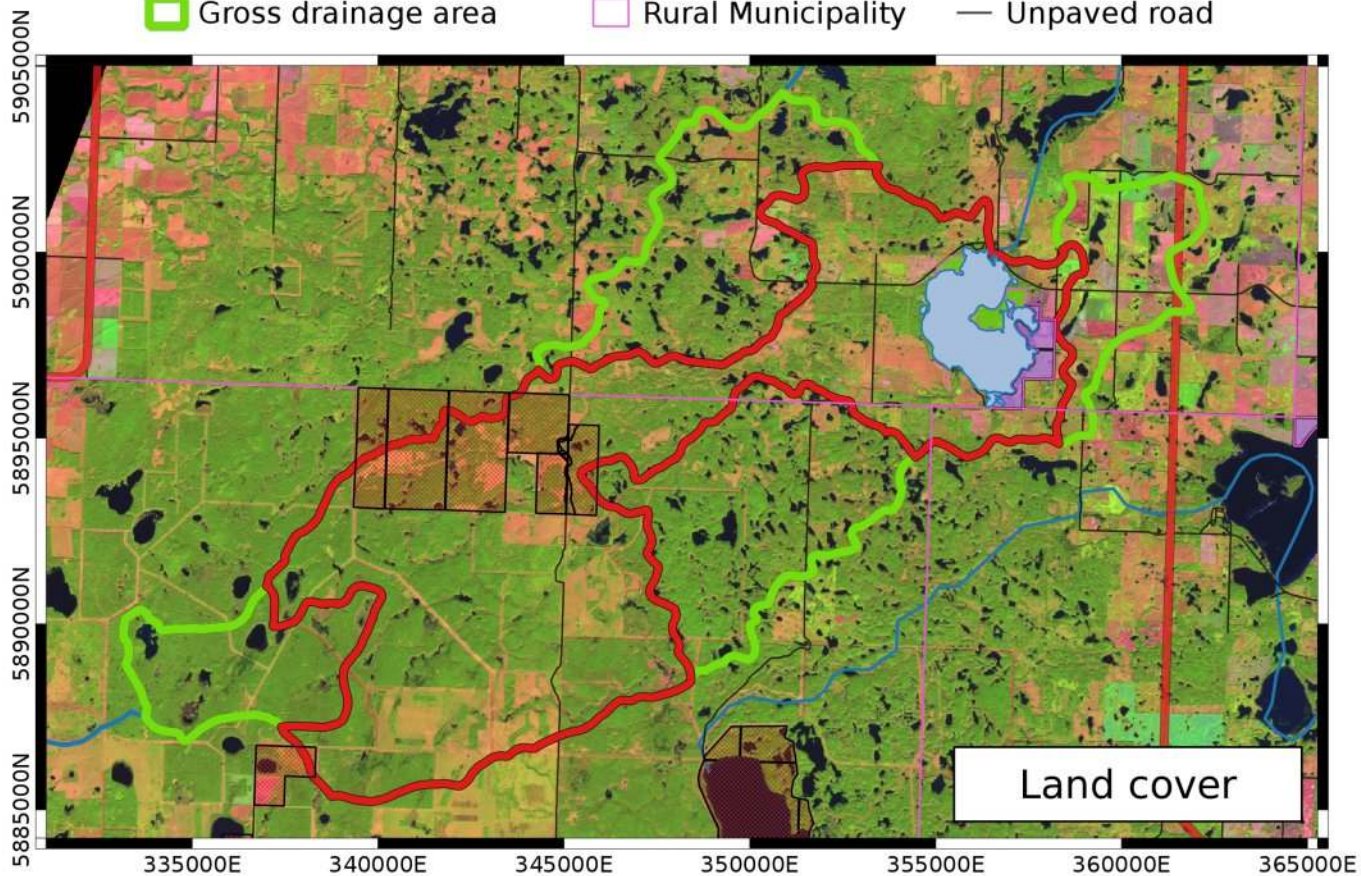 Gross drainage area
Rural Municipality
Unpaved road
5905000N
5900000N
5895000N
5890000N
5885000N
Land cover
335000E
340000E
345000E
350000E
355000E
360000E
365000E